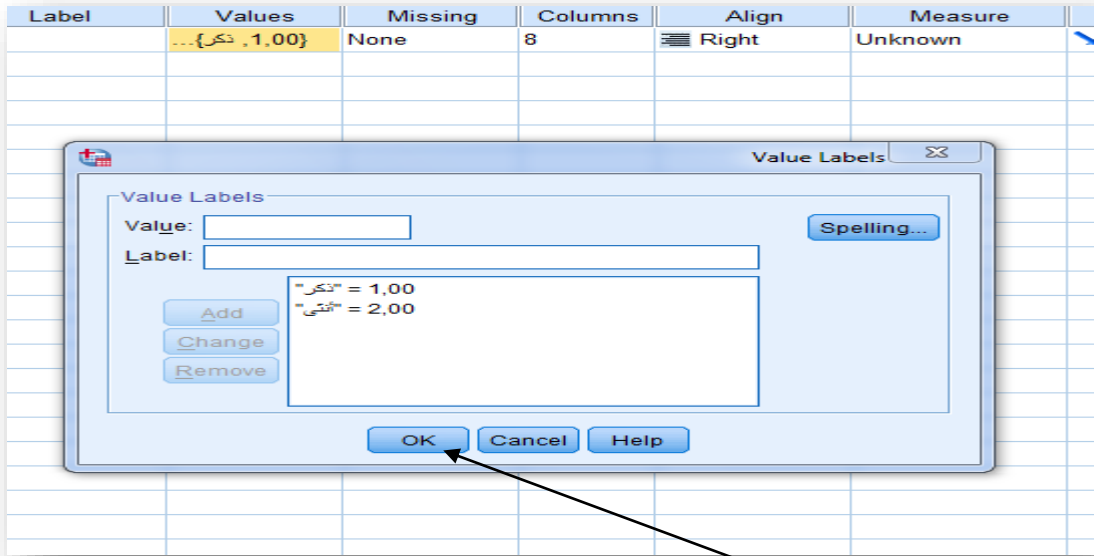 Label Values Missing Columns Align Measure
{1,00, ذكر}... None 8 Right Unknown
Value Labels
Value Labels
Value:
Spelling...
Label:
"ذكر" = 1,00
"أنثى" = 2,00
Add
Change
Remove
OK Cancel Help